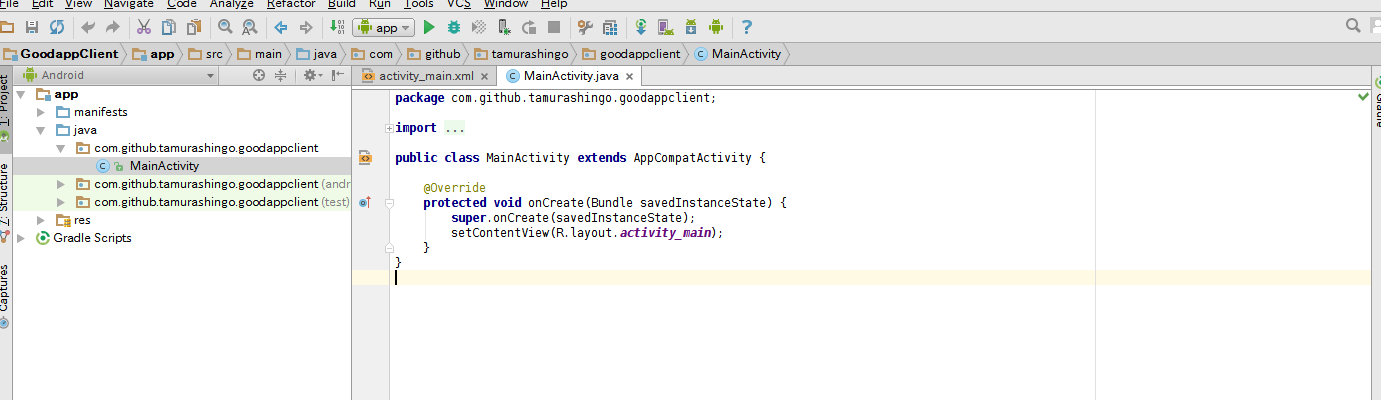 File Edit View Navigate Code Analyze Refactor Build Run Tools VCS Window Help
app
GoodappClient app src main java com github tamurashingo goodappclient MainActivity
Android
activity_main.xml MainActivity.java
1: Project
7: Structure
Captures
app
manifests
java
com.github.tamurashingo.goodappclient
MainActivity
com.github.tamurashingo.goodappclient (andr
com.github.tamurashingo.goodappclient (test)
res
Gradle Scripts
package com.github.tamurashingo.goodappclient;
import ...
public class MainActivity extends AppCompatActivity {
@Override
protected void onCreate(Bundle savedInstanceState) {
super.onCreate(savedInstanceState);
setContentView(R.layout.activity_main);
}
}
Gradle